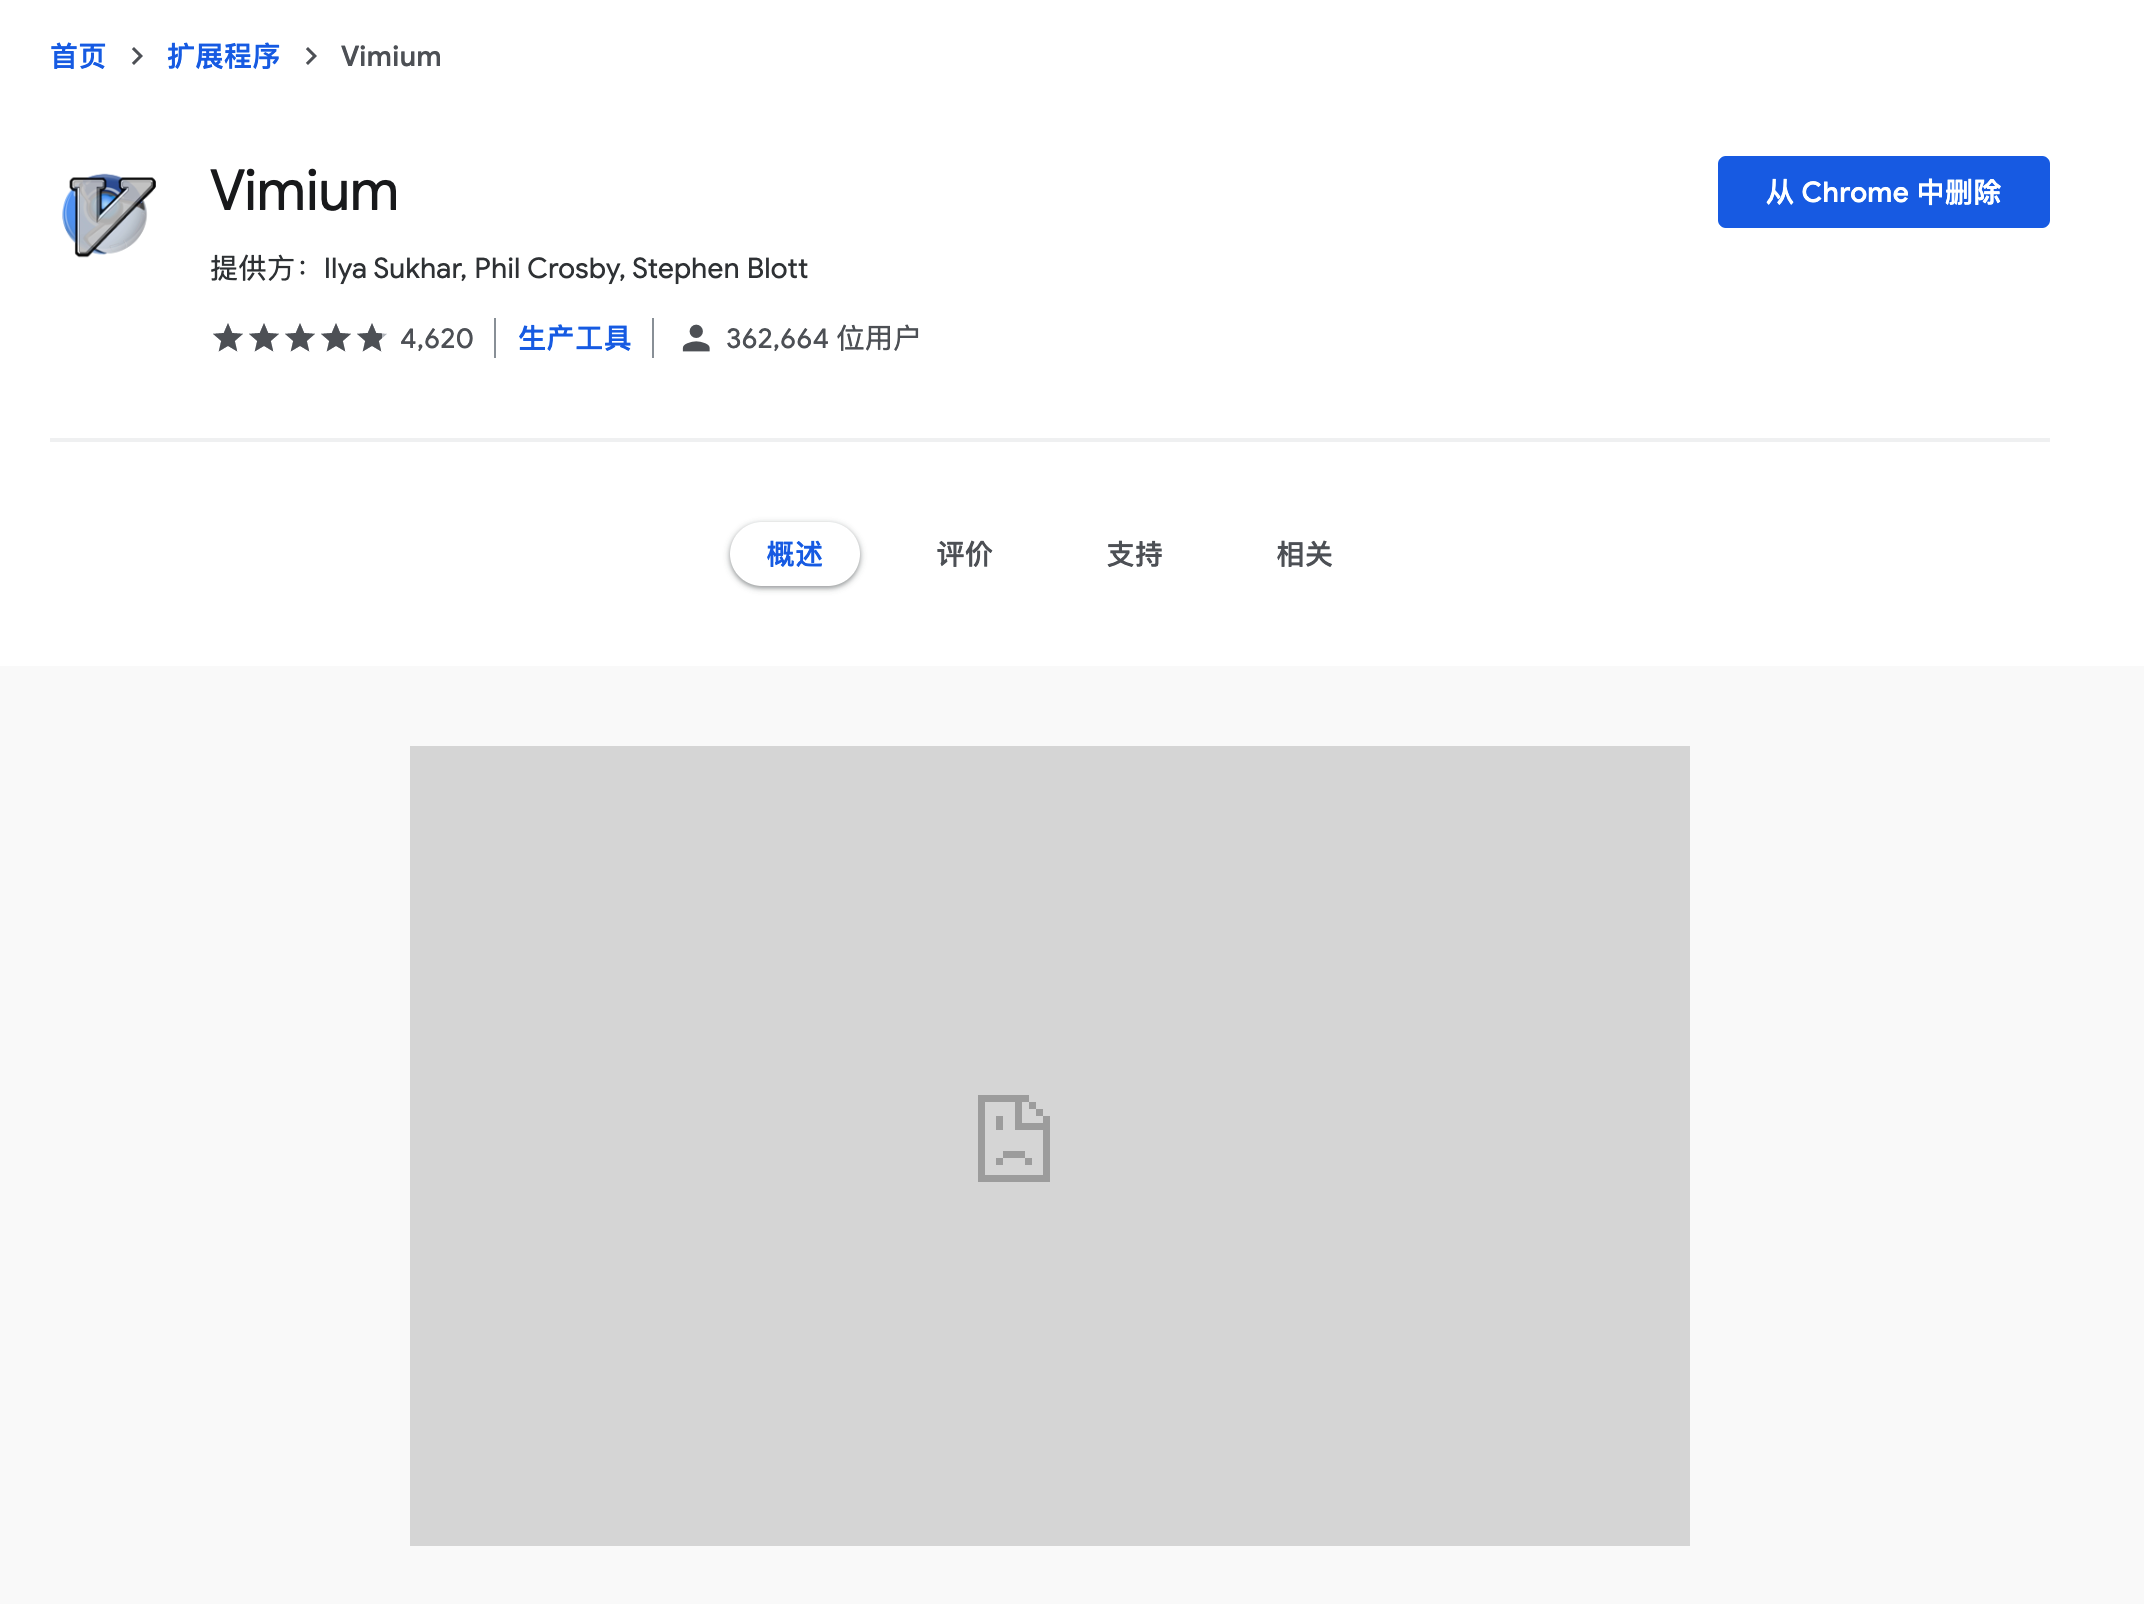 首页 > 扩展程序 > Vimium
Vimium
从 Chrome 中删除
提供方：Ilya Sukhar, Phil Crosby, Stephen Blott
4,620 | 生产工具 | 362,664 位用户
概述 评价 支持 相关